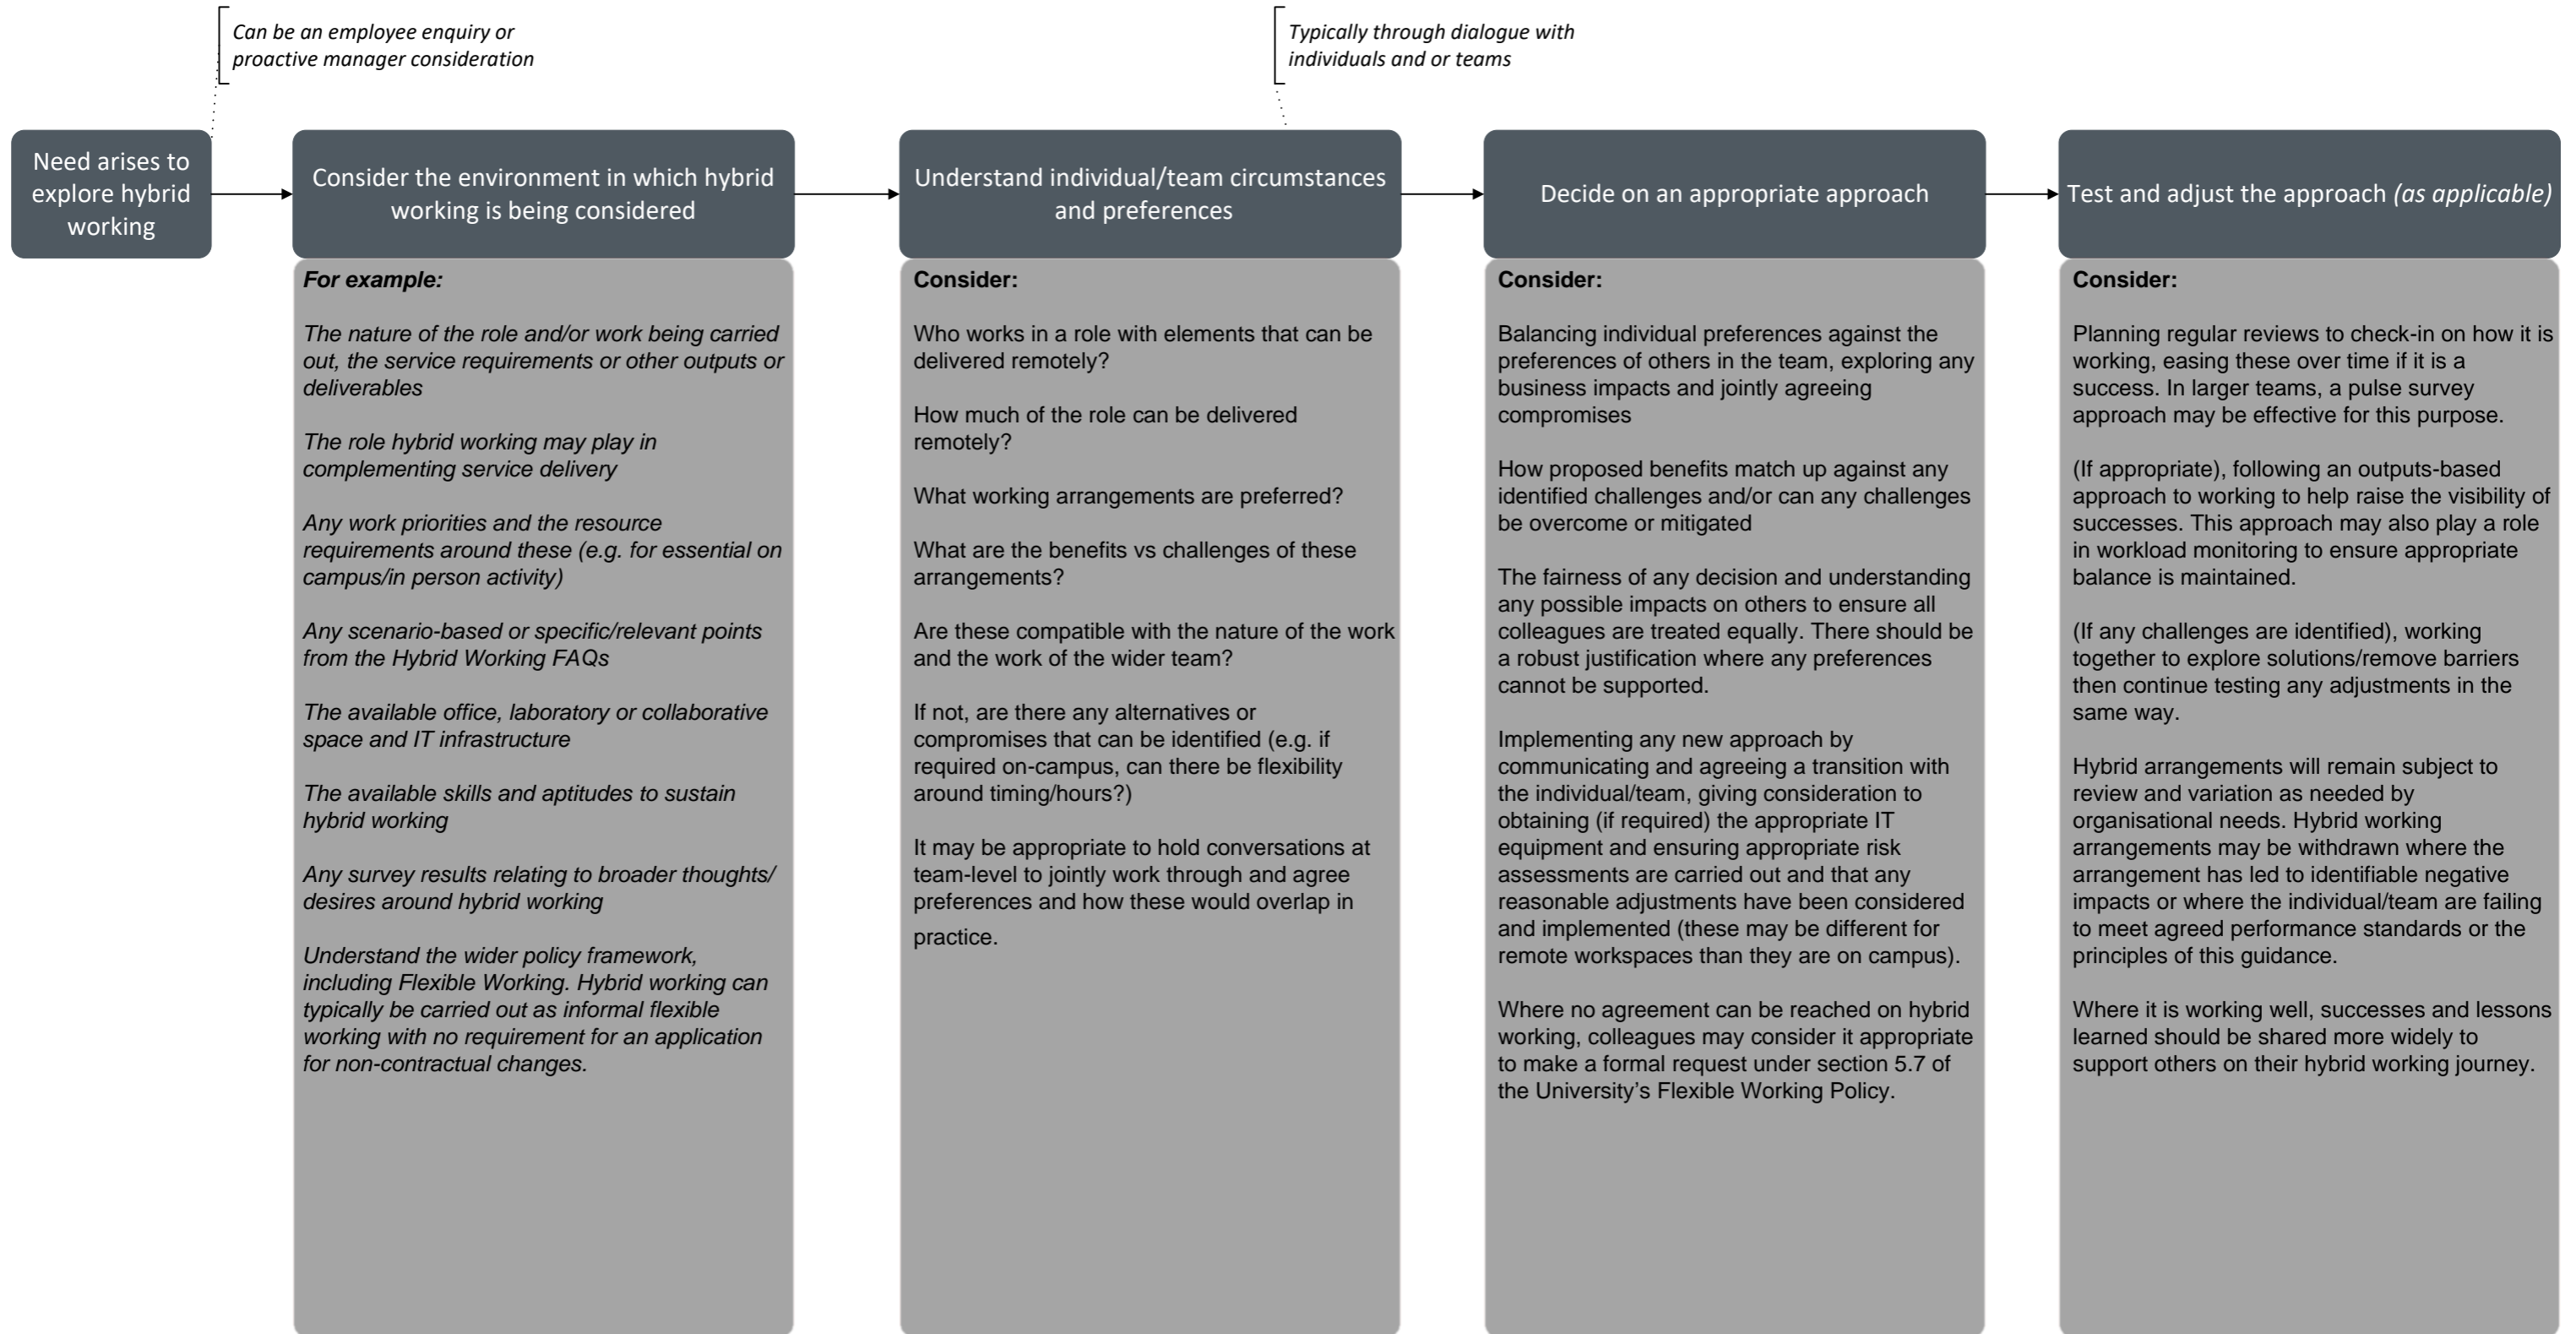 Can be an employee enquiry or
proactive manager consideration
Typically through dialogue with
individuals and or teams
Need arises to
explore hybrid
working
Consider the environment in which hybrid
working is being considered
Understand individual/team circumstances
and preferences
Decide on an appropriate approach
Test and adjust the approach (as applicable)
For example:
The nature of the role and/or work being carried
out, the service requirements or other outputs or
deliverables
The role hybrid working may play in
complementing service delivery
Any work priorities and the resource
requirements around these (e.g. for essential on
campus/in person activity)
Any scenario-based or specific/relevant points
from the Hybrid Working FAQs
The available office, laboratory or collaborative
space and IT infrastructure
The available skills and aptitudes to sustain
hybrid working
Any survey results relating to broader thoughts/
desires around hybrid working
Understand the wider policy framework,
including Flexible Working. Hybrid working can
typically be carried out as informal flexible
working with no requirement for an application
for non-contractual changes.
Consider:
Who works in a role with elements that can be
delivered remotely?
How much of the role can be delivered
remotely?
What working arrangements are preferred?
What are the benefits vs challenges of these
arrangements?
Are these compatible with the nature of the work
and the work of the wider team?
If not, are there any alternatives or
compromises that can be identified (e.g. if
required on-campus, can there be flexibility
around timing/hours?)
It may be appropriate to hold conversations at
team-level to jointly work through and agree
preferences and how these would overlap in
practice.
Consider:
Balancing individual preferences against the
preferences of others in the team, exploring any
business impacts and jointly agreeing
compromises
How proposed benefits match up against any
identified challenges and/or can any challenges
be overcome or mitigated
The fairness of any decision and understanding
any possible impacts on others to ensure all
colleagues are treated equally. There should be
a robust justification where any preferences
cannot be supported.
Implementing any new approach by
communicating and agreeing a transition with
the individual/team, giving consideration to
obtaining (if required) the appropriate IT
equipment and ensuring appropriate risk
assessments are carried out and that any
reasonable adjustments have been considered
and implemented (these may be different for
remote workspaces than they are on campus).
Where no agreement can be reached on hybrid
working, colleagues may consider it appropriate
to make a formal request under section 5.7 of
the University’s Flexible Working Policy.
Consider:
Planning regular reviews to check-in on how it is
working, easing these over time if it is a
success. In larger teams, a pulse survey
approach may be effective for this purpose.
(If appropriate), following an outputs-based
approach to working to help raise the visibility of
successes. This approach may also play a role
in workload monitoring to ensure appropriate
balance is maintained.
(If any challenges are identified), working
together to explore solutions/remove barriers
then continue testing any adjustments in the
same way.
Hybrid arrangements will remain subject to
review and variation as needed by
organisational needs. Hybrid working
arrangements may be withdrawn where the
arrangement has led to identifiable negative
impacts or where the individual/team are failing
to meet agreed performance standards or the
principles of this guidance.
Where it is working well, successes and lessons
learned should be shared more widely to
support others on their hybrid working journey.